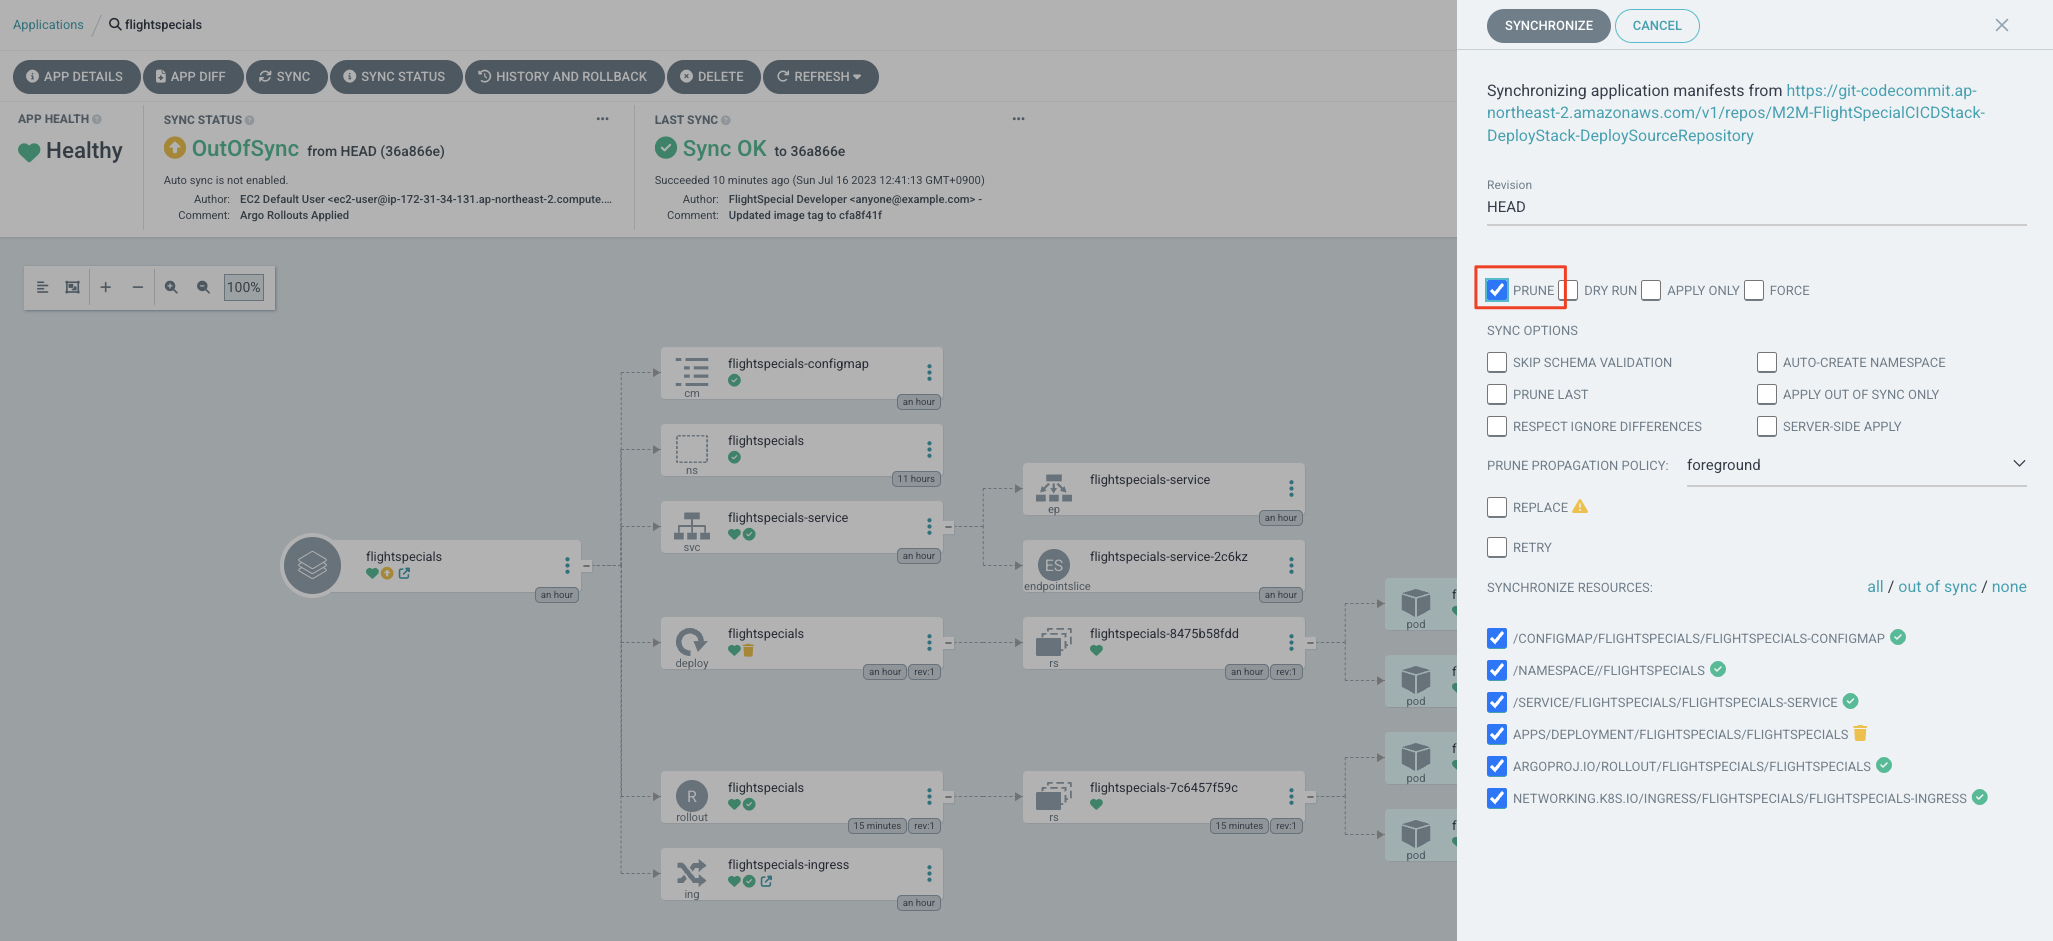 Applications / flightspecials
APP DETAILS APP DIFF SYNC SYNC STATUS HISTORY AND ROLLBACK DELETE REFRESH
APP HEALTH
Healthy
SYNC STATUS
OutOfSync from HEAD (36a866e)
Auto sync is not enabled.
Author: EC2 Default User <ec2-user@ip-172-31-34-131.ap-northeast-2.compute....
Comment: Argo Rollouts Applied
LAST SYNC
Sync OK to 36a866e
Succeeded 10 minutes ago (Sun Jul 16 2023 12:41:13 GMT+0900)
Author: FlightSpecial Developer <anyone@example.com> -
Comment: Updated image tag to cfa8f41f
100%
flightspecials
an hour
flightspecials-configmap
cm
an hour
flightspecials
ns
11 hours
flightspecials-service
svc
an hour
flightspecials-service
ep
an hour
ES
flightspecials-service-2c6kz
endpointslice
an hour
flightspecials
deploy
an hour rev:1
flightspecials-8475b58fdd
rs
an hour rev:1
pod
pod
R
flightspecials
rollout
15 minutes rev:1
flightspecials-7c6457f59c
rs
15 minutes rev:1
pod
pod
flightspecials-ingress
ing
an hour
SYNCHRONIZE CANCEL
Synchronizing application manifests from https://git-codecommit.ap-
northeast-2.amazonaws.com/v1/repos/M2M-FlightSpecialCICDStack-
DeployStack-DeploySourceRepository
Revision
HEAD
PRUNE DRY RUN APPLY ONLY FORCE
SYNC OPTIONS
SKIP SCHEMA VALIDATION AUTO-CREATE NAMESPACE
PRUNE LAST APPLY OUT OF SYNC ONLY
RESPECT IGNORE DIFFERENCES SERVER-SIDE APPLY
PRUNE PROPAGATION POLICY: foreground
REPLACE
RETRY
SYNCHRONIZE RESOURCES: all / out of sync / none
/CONFIGMAP/FLIGHTSPECIALS/FLIGHTSPECIALS-CONFIGMAP
/NAMESPACE//FLIGHTSPECIALS
/SERVICE/FLIGHTSPECIALS/FLIGHTSPECIALS-SERVICE
APPS/DEPLOYMENT/FLIGHTSPECIALS/FLIGHTSPECIALS
ARGOPROJ.IO/ROLLOUT/FLIGHTSPECIALS/FLIGHTSPECIALS
NETWORKING.K8S.IO/INGRESS/FLIGHTSPECIALS/FLIGHTSPECIALS-INGRESS